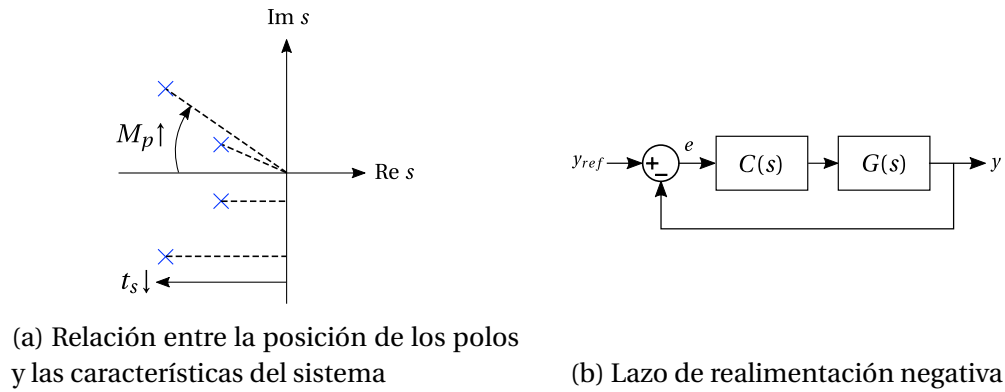 Im s
M_p↑
Re s
t_s↓
(a) Relación entre la posición de los polos
y las características del sistema
y_ref
+
−
e
C(s)
G(s)
y
(b) Lazo de realimentación negativa